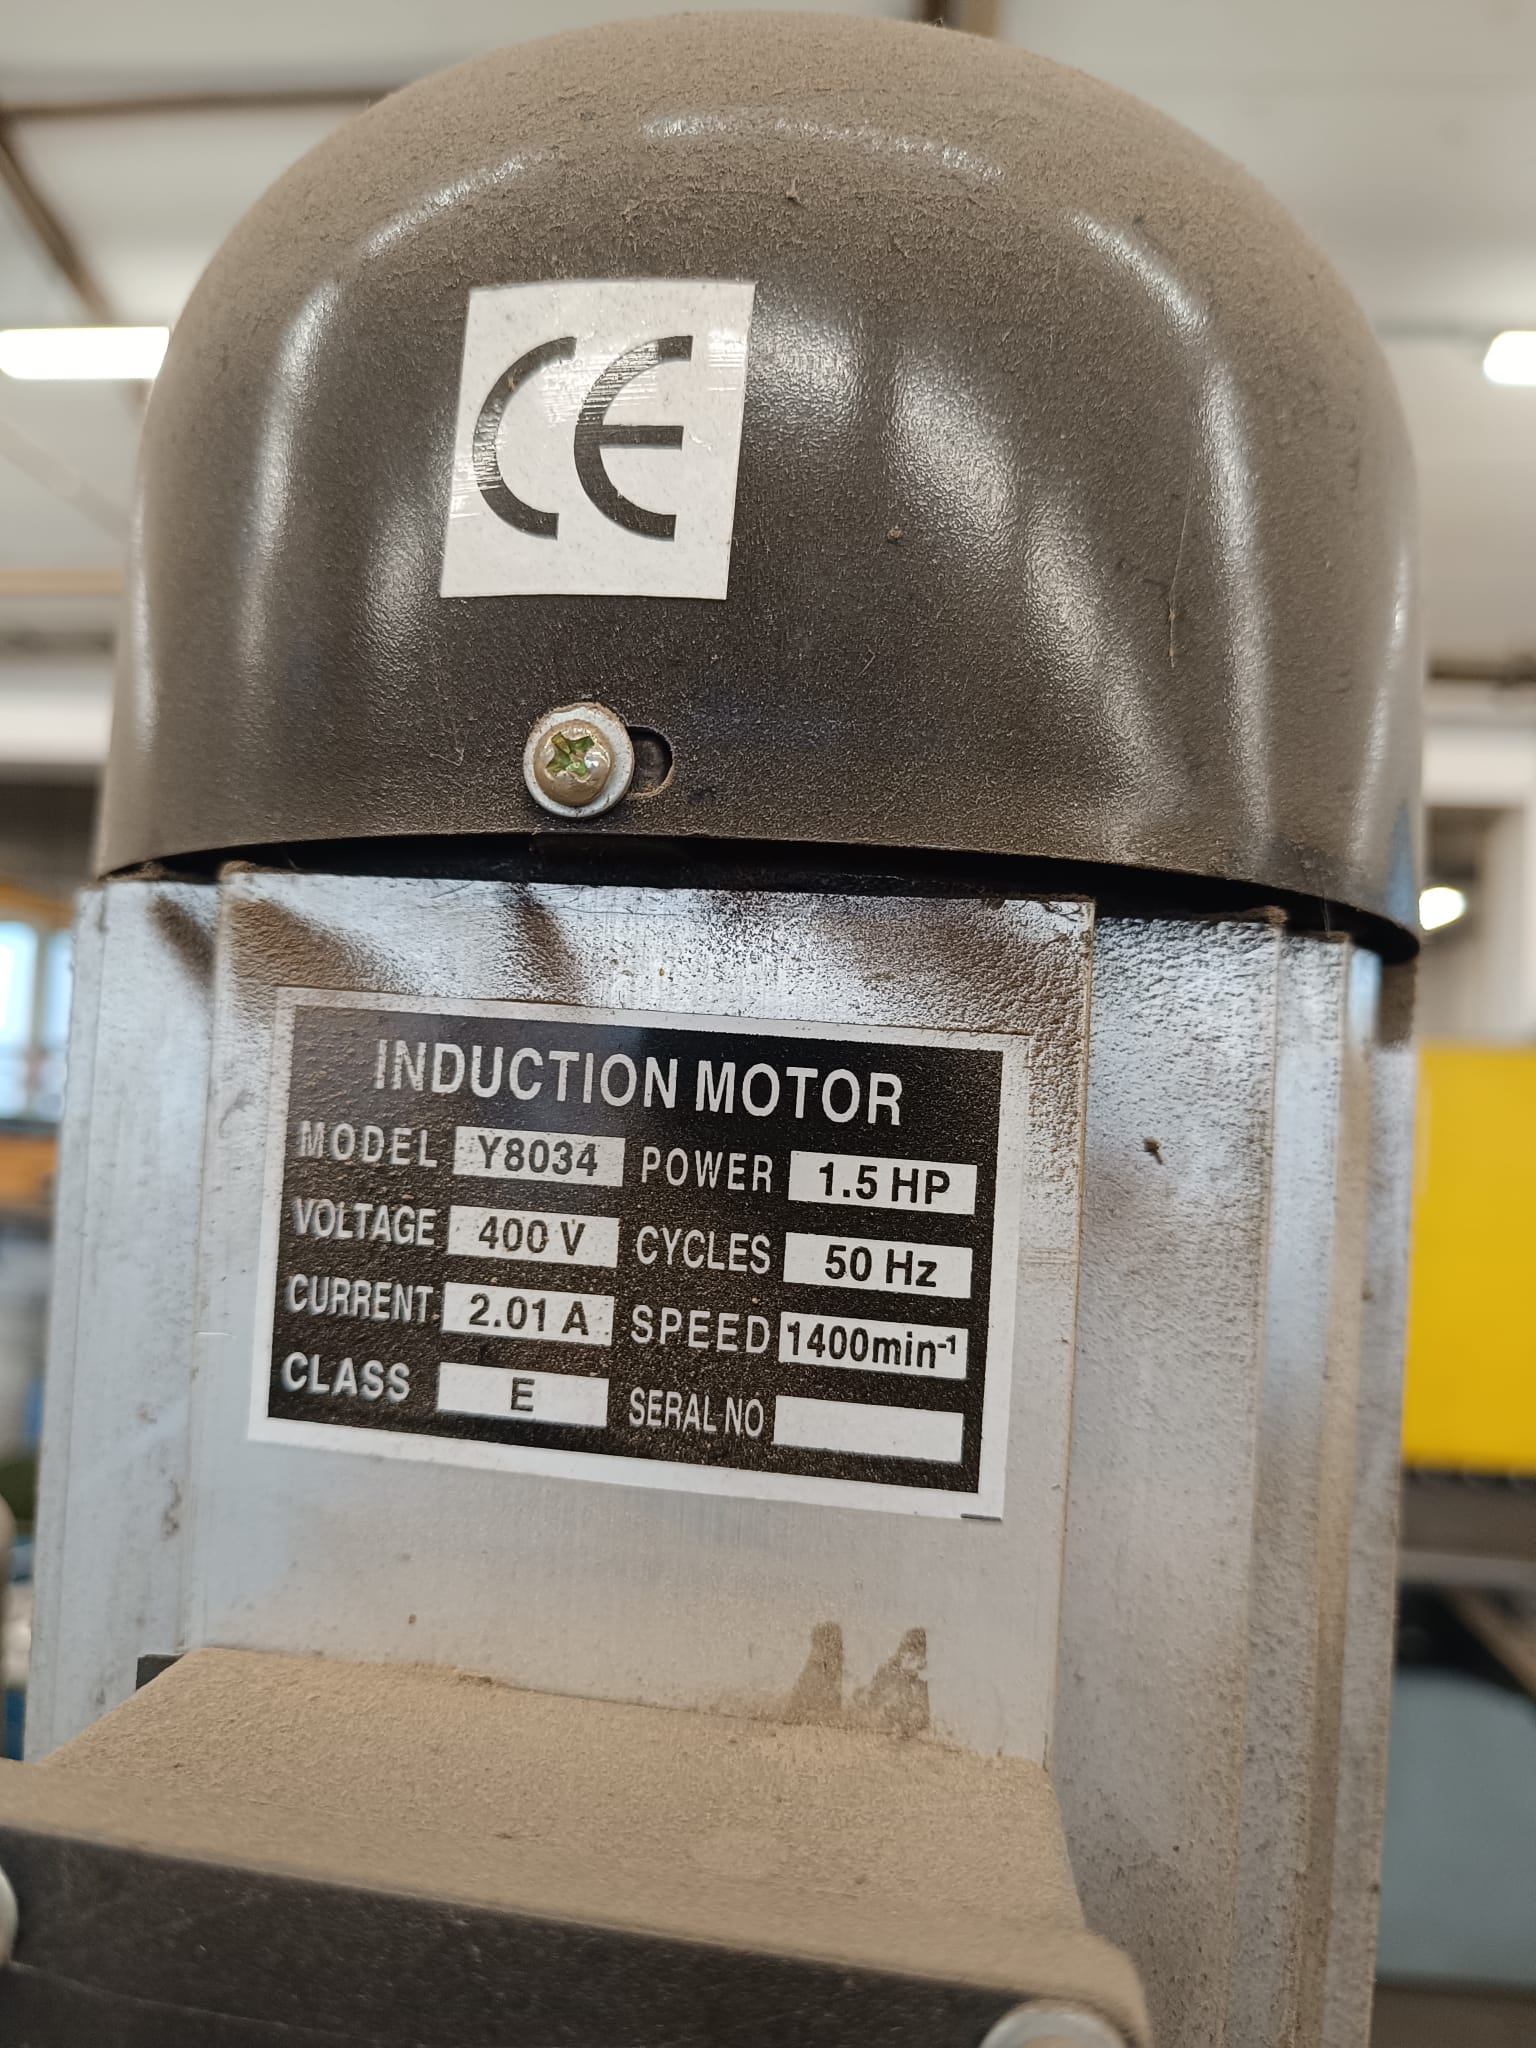 CE
INDUCTION MOTOR
MODEL Y8034 POWER 1.5 HP
VOLTAGE 400 V CYCLES 50 Hz
CURRENT 2.01 A SPEED 1400min⁻¹
CLASS E SERAL NO